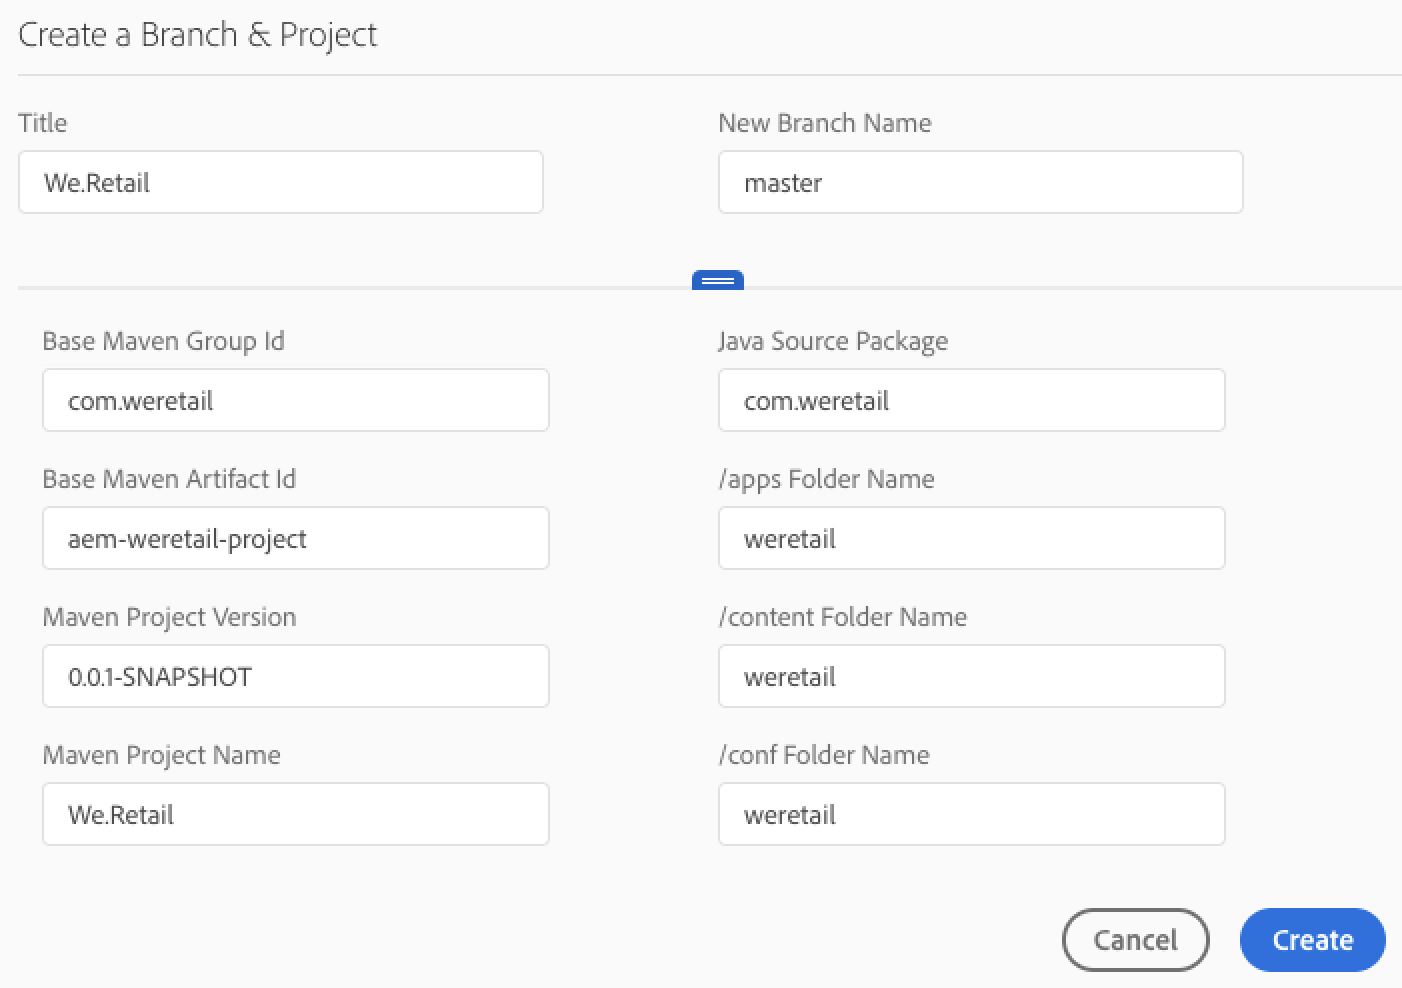 Create a Branch & Project
Title
New Branch Name
We.Retail
master
Base Maven Group Id
Java Source Package
com.weretail
com.weretail
Base Maven Artifact Id
/apps Folder Name
aem-weretail-project
weretail
Maven Project Version
/content Folder Name
0.0.1-SNAPSHOT
weretail
Maven Project Name
/conf Folder Name
We.Retail
weretail
Cancel
Create